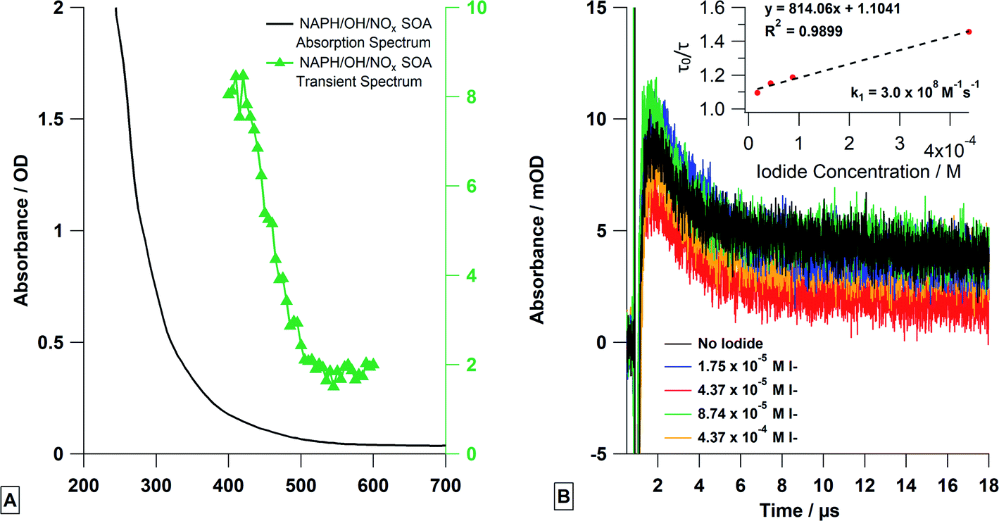 2
1.5
1
0.5
0
Absorbance / OD
NAPH/OH/NOx SOA
Absorption Spectrum
NAPH/OH/NOx SOA
Transient Spectrum
10
8
6
4
2
0
200 300 400 500 600 700
A
15
10
5
0
-5
Absorbance / mOD
1.6
1.4
1.2
1.0
τ0/τ
y = 814.06x + 1.1041
R2 = 0.9899
k1 = 3.0 x 10^8 M^-1 s^-1
0 1 2 3 4x10^-4
Iodide Concentration / M
No Iodide
1.75 x 10^-5 M I-
4.37 x 10^-5 M I-
8.74 x 10^-5 M I-
4.37 x 10^-4 M I-
2 4 6 8 10 12 14 16 18
Time / µs
B